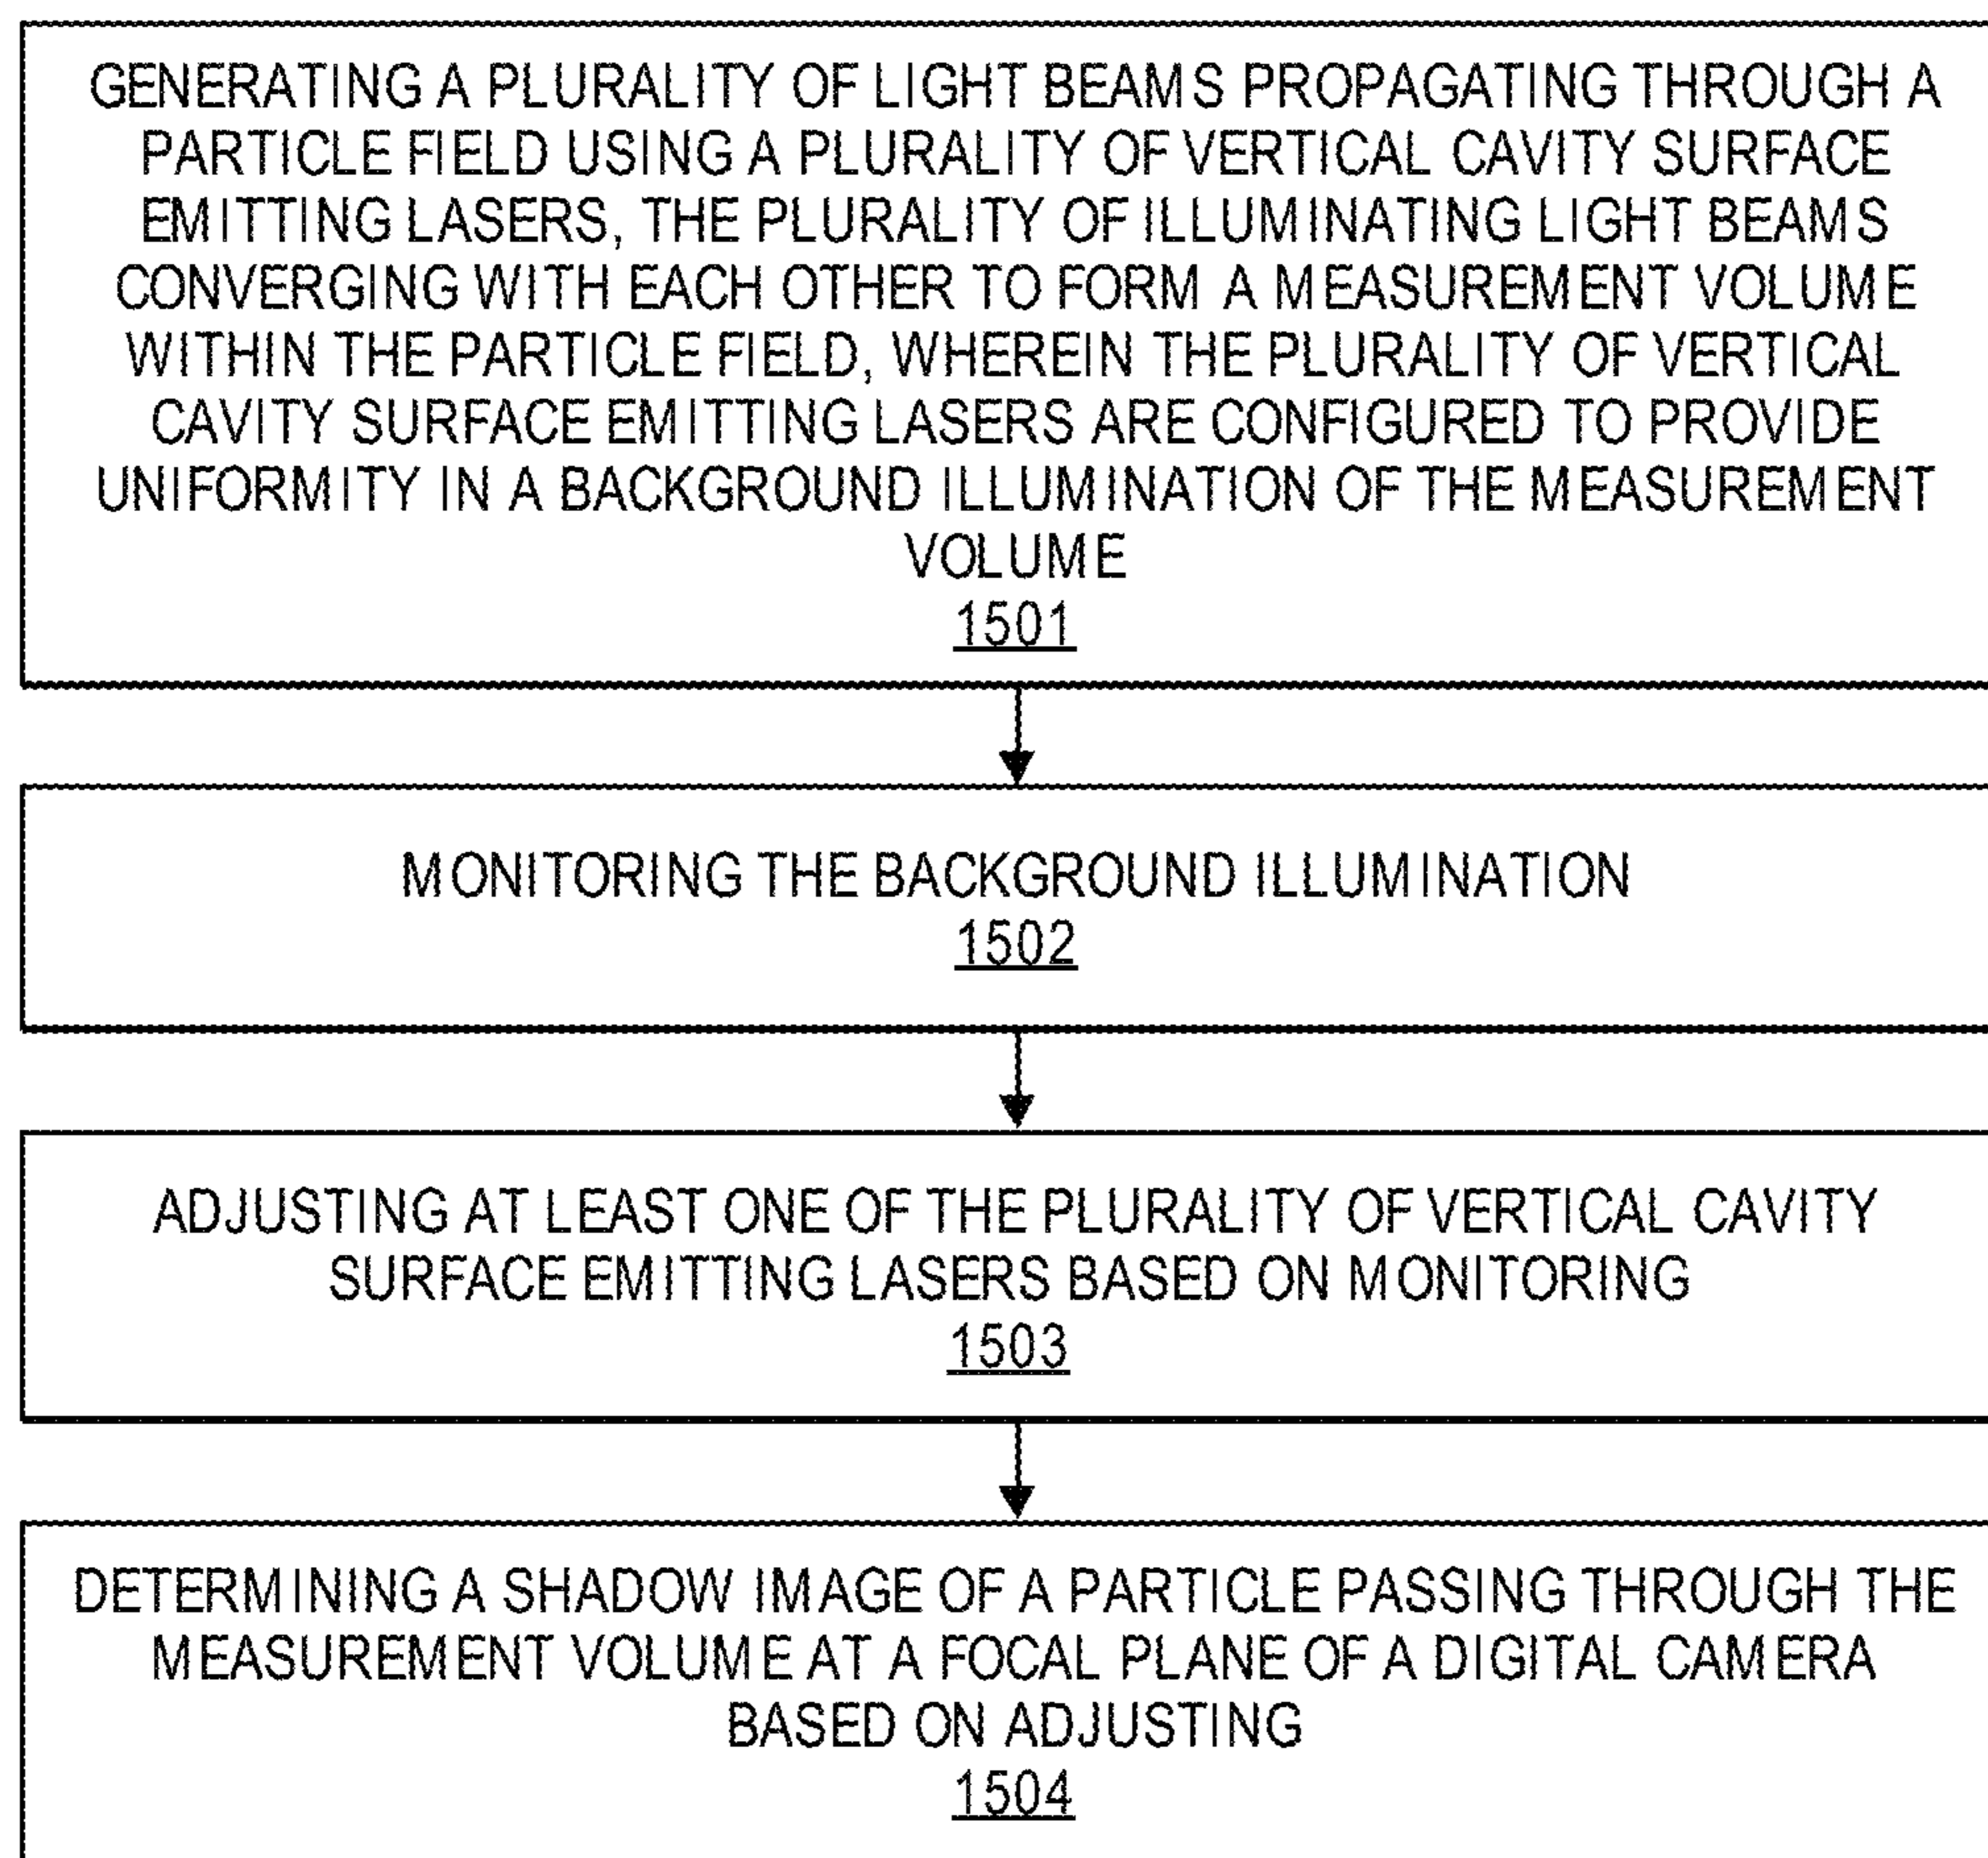 GENERATING A PLURALITY OF LIGHT BEAMS PROPAGATING THROUGH A
PARTICLE FIELD USING A PLURALITY OF VERTICAL CAVITY SURFACE
EMITTING LASERS, THE PLURALITY OF ILLUMINATING LIGHT BEAMS
CONVERGING WITH EACH OTHER TO FORM A MEASUREMENT VOLUME
WITHIN THE PARTICLE FIELD, WHEREIN THE PLURALITY OF VERTICAL
CAVITY SURFACE EMITTING LASERS ARE CONFIGURED TO PROVIDE
UNIFORMITY IN A BACKGROUND ILLUMINATION OF THE MEASUREMENT
VOLUME
1501
MONITORING THE BACKGROUND ILLUMINATION
1502
ADJUSTING AT LEAST ONE OF THE PLURALITY OF VERTICAL CAVITY
SURFACE EMITTING LASERS BASED ON MONITORING
1503
DETERMINING A SHADOW IMAGE OF A PARTICLE PASSING THROUGH THE
MEASUREMENT VOLUME AT A FOCAL PLANE OF A DIGITAL CAMERA
BASED ON ADJUSTING
1504